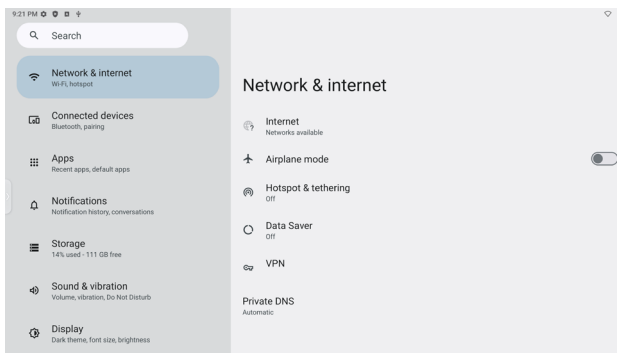 9:21 PM
Search
Network & internet
Wi-Fi, hotspot
Connected devices
Bluetooth, pairing
Apps
Recent apps, default apps
Notifications
Notification history, conversations
Storage
14% used - 111 GB free
Sound & vibration
Volume, vibration, Do Not Disturb
Display
Dark theme, font size, brightness
Network & internet
Internet
Networks available
Airplane mode
Hotspot & tethering
Off
Data Saver
Off
VPN
Private DNS
Automatic